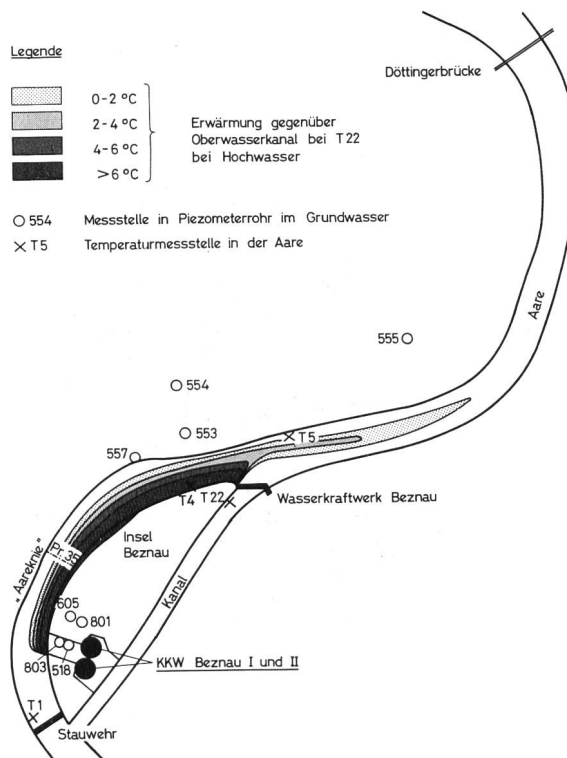 Legende
0-2 °C
2-4 °C
4-6 °C
>6 °C
Erwärmung gegenüber
Oberwasserkanal bei T22
bei Hochwasser
554 Messstelle in Piezometerrohr im Grundwasser
T5 Temperaturmessstelle in der Aare
Döttingerbrücke
Aare
555
554
553
T5
557
T4
T22
Wasserkraftwerk Beznau
Insel
Beznau
"Aareknie"
Kanal
605
801
803
518
KKW Beznau I und II
T1
Stauwehr